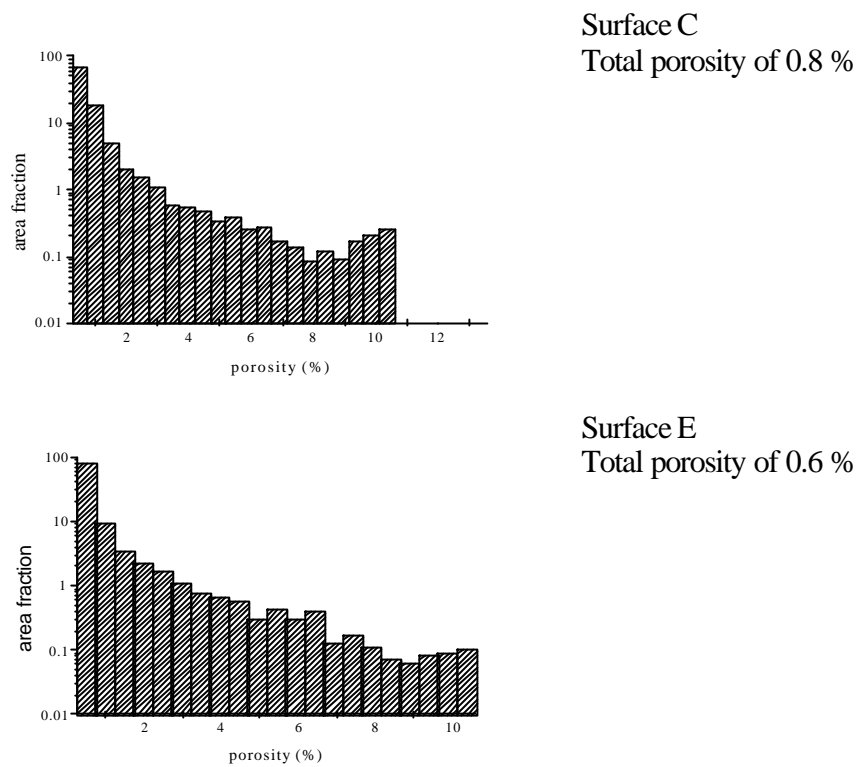 Surface C
Total porosity of 0.8 %
100
10
1
0.1
0.01
area fraction
2 4 6 8 10 12
porosity (%)
Surface E
Total porosity of 0.6 %
100
10
1
0.1
0.01
area fraction
2 4 6 8 10
porosity (%)